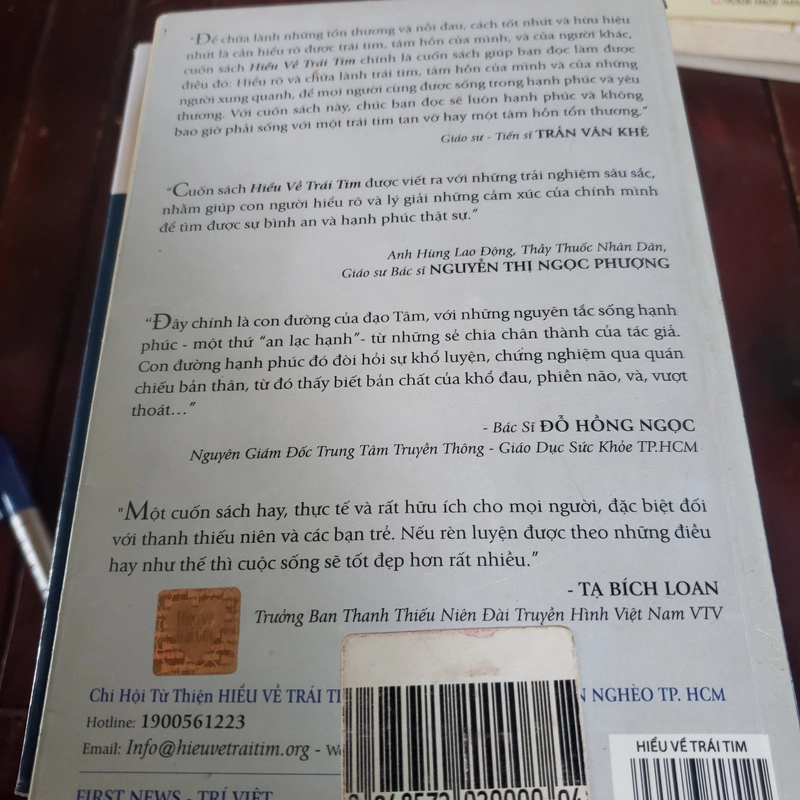 "Để chữa lành những tổn thương và nỗi đau, cách tốt nhút và hữu hiệu
nhưt là cần hiểu rõ được trái tim, tâm hồn của mình, và của người khác,
cuốn sách Hiểu Về Trái Tim chính là cuốn sách giúp bạn đọc làm được
điều đó: Hiểu rõ và chữa lành trái tim, tâm hồn của mình và của những
người xung quanh, để mọi người cùng được sống trong hạnh phúc và yêu
thương. Với cuốn sách này, chúc bạn đọc sẽ luôn hạnh phúc và không
bao giờ phải sống với một trái tim tan vỡ hay một tâm hồn tổn thương."
Giáo sư - Tiến sĩ TRẦN VĂN KHÊ
"Cuốn sách Hiểu Về Trái Tim được viết ra với những trải nghiệm sâu sắc,
nhằm giúp con người hiểu rõ và lý giải những cảm xúc của chính mình
để tìm được sự bình an và hạnh phúc thật sự."
Anh Hùng Lao Động, Thầy Thuốc Nhân Dân,
Giáo sư Bác sĩ NGUYỄN THỊ NGỌC PHƯỢNG
"Đây chính là con đường của đạo Tâm, với những nguyên tắc sống hạnh
phúc - một thứ "an lạc hạnh"- từ những sẻ chia chân thành của tác giả.
Con đường hạnh phúc đó đòi hỏi sự khổ luyện, chứng nghiệm qua quán
chiếu bản thân, từ đó thấy biết bản chất của khổ đau, phiền não, và, vượt
thoát..."
- Bác Sĩ ĐỖ HỒNG NGỌC
Nguyên Giám Đốc Trung Tâm Truyền Thông - Giáo Dục Sức Khỏe TP.HCM
"Một cuốn sách hay, thực tế và rất hữu ích cho mọi người, đặc biệt đối
với thanh thiếu niên và các bạn trẻ. Nếu rèn luyện được theo những điều
hay như thế thì cuộc sống sẽ tốt đẹp hơn rất nhiều."
- TẠ BÍCH LOAN
Trưởng Ban Thanh Thiếu Niên Đài Truyền Hình Việt Nam VTV
Chi Hội Từ Thiện HIỂU VỀ TRÁI TI NGHÈO TP. HCM
Hotline: 1900561223
Email: Info@hieuvetraitim.org - We
HIỂU VỀ TRÁI TIM
FIRST NEWS - TRÍ VIỆT